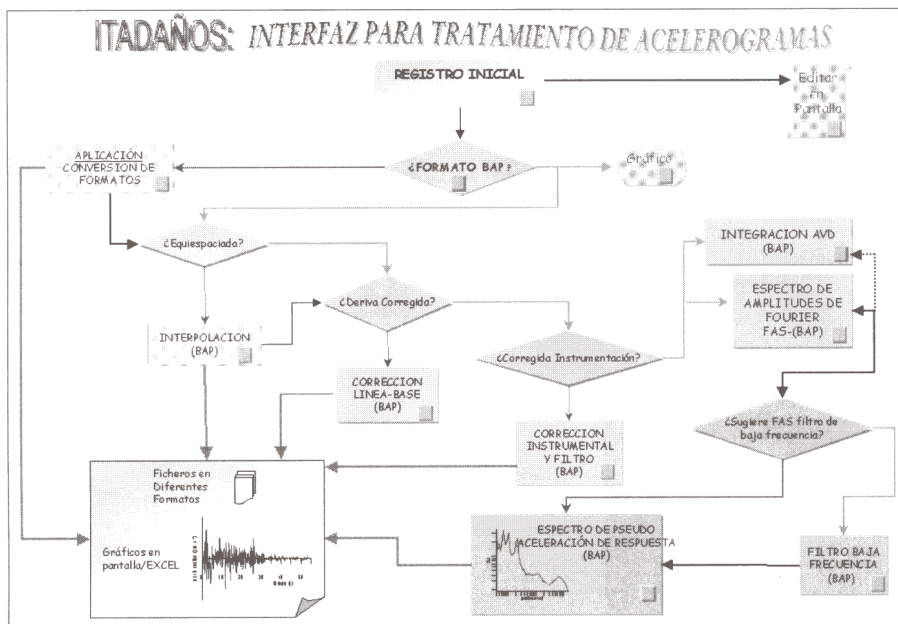 ITADAÑOS: INTERFAZ PARA TRATAMIENTO DE ACELEROGRAMAS
REGISTRO INICIAL
Editar
en
Pantalla
APLICACIÓN
CONVERSION DE
FORMATOS
¿FORMATO BAP?
Gráfico
¿Equiespaciada?
INTEGRACION AVD
(BAP)
¿Deriva Corregida?
ESPECTRO DE
AMPLITUDES DE
FOURIER
FAS-(BAP)
INTERPOLACION
(BAP)
¿Corregida Instrumentación?
CORRECCION
LINEA-BASE
(BAP)
¿Sugiere FAS filtro de
baja frecuencia?
CORRECCION
INSTRUMENTAL
Y FILTRO
(BAP)
Ficheros en
Diferentes
Formatos
Gráficos en
pantalla/EXCEL
ESPECTRO DE PSEUDO
ACELERACIÓN DE RESPUESTA
(BAP)
FILTRO BAJA
FRECUENCIA
(BAP)